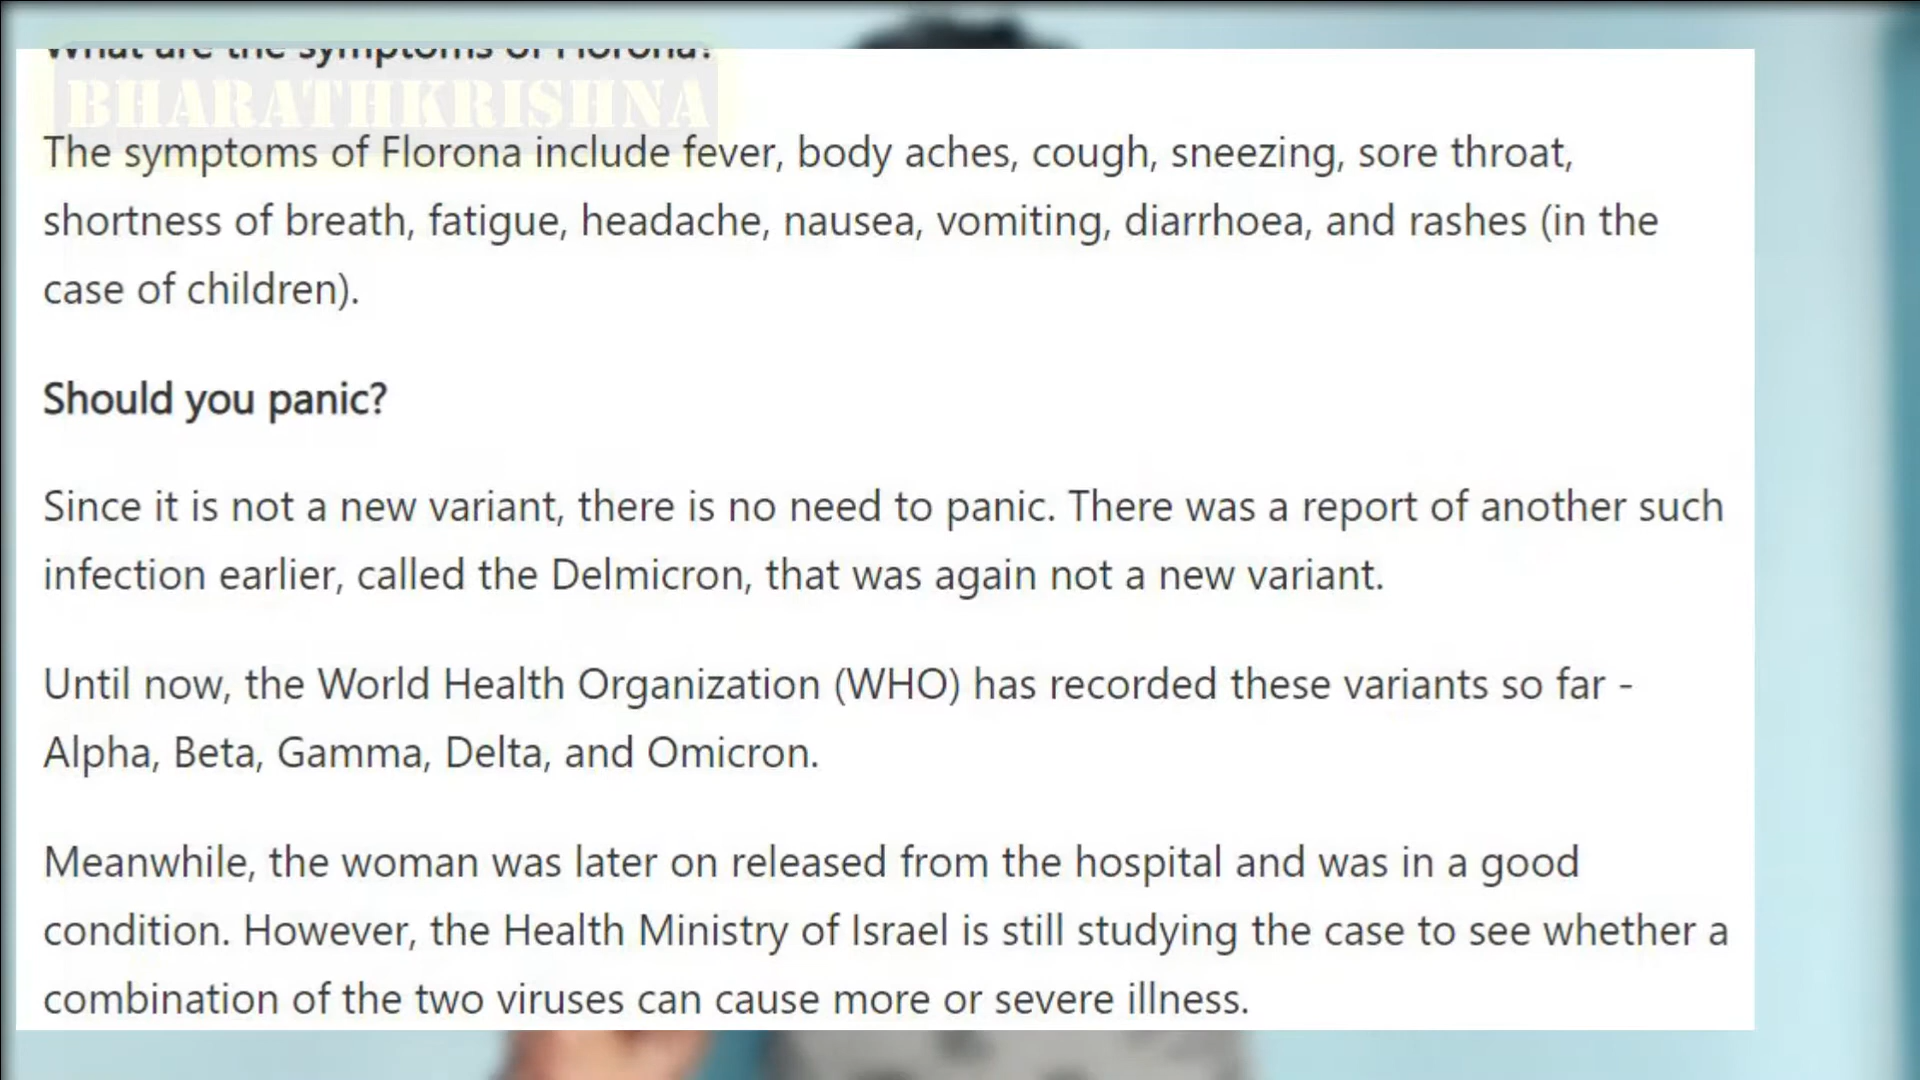 What are the symptoms of Florona?
BHARATHKRISHNA
The symptoms of Florona include fever, body aches, cough, sneezing, sore throat,
shortness of breath, fatigue, headache, nausea, vomiting, diarrhoea, and rashes (in the
case of children).
Should you panic?
Since it is not a new variant, there is no need to panic. There was a report of another such
infection earlier, called the Delmicron, that was again not a new variant.
Until now, the World Health Organization (WHO) has recorded these variants so far -
Alpha, Beta, Gamma, Delta, and Omicron.
Meanwhile, the woman was later on released from the hospital and was in a good
condition. However, the Health Ministry of Israel is still studying the case to see whether a
combination of the two viruses can cause more or severe illness.